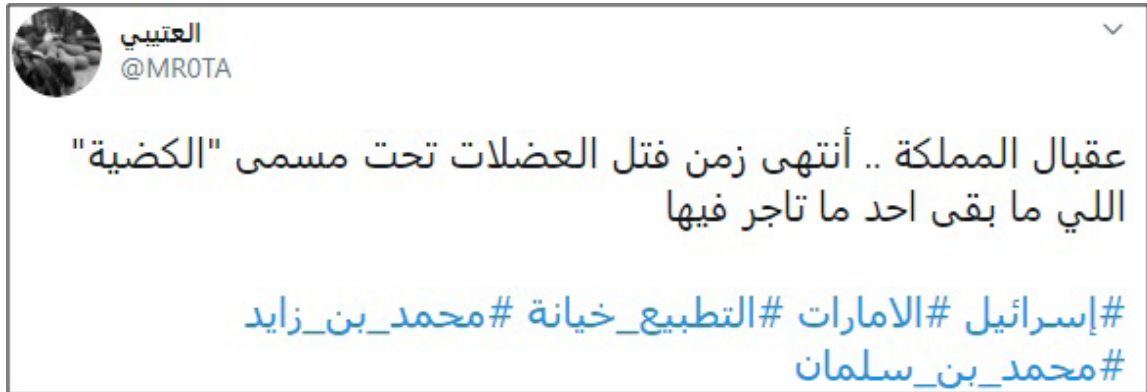 العتيبي
@MR0TA
عقبال المملكة .. أنتهى زمن فتل العضلات تحت مسمى "الكضية"
اللي ما بقى احد ما تاجر فيها
#إسرائيل #الامارات #التطبيع_خيانة #محمد_بن_زايد
#محمد_بن_سلمان